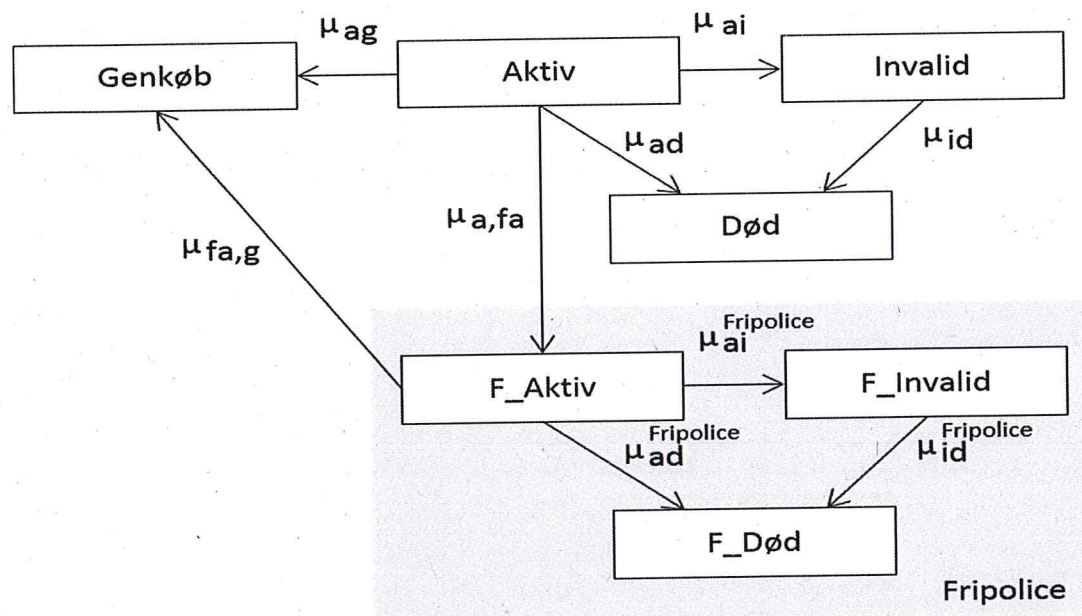 μ ag
μ ai
Genkøb
Aktiv
Invalid
μ ad
μ id
Død
μ a,fa
μ fa,g
μ ai Fripolice
F_Aktiv
F_Invalid
μ ad Fripolice
μ id Fripolice
F_Død
Fripolice